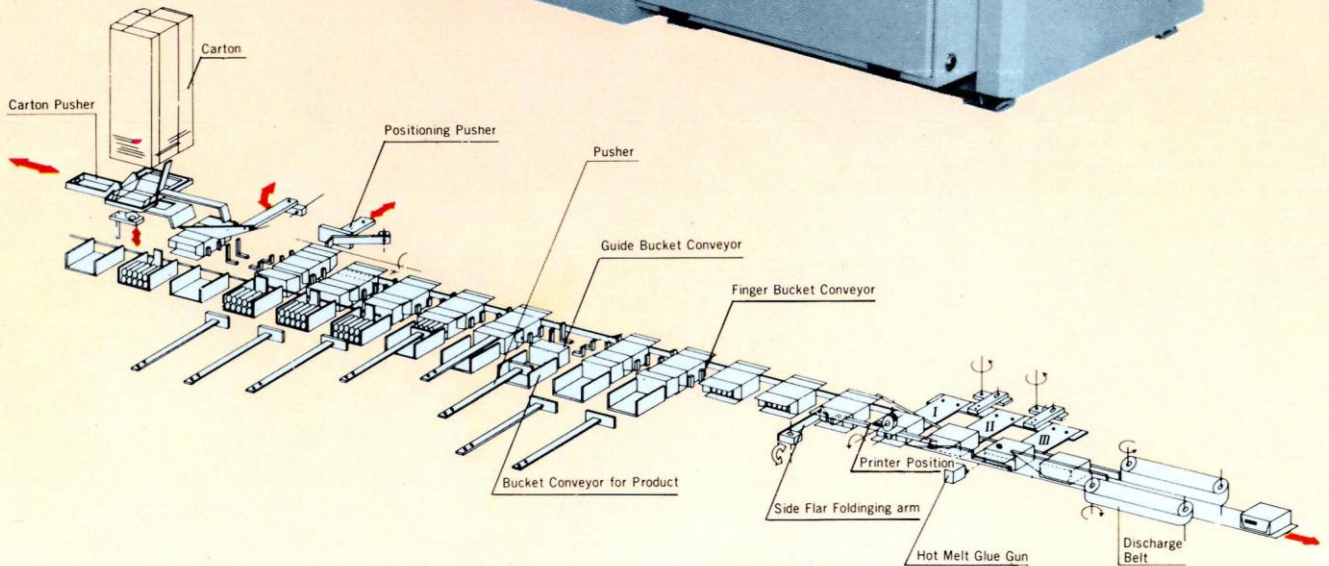 Carton
Carton Pusher
Positioning Pusher
Pusher
Guide Bucket Conveyor
Finger Bucket Conveyor
I
II
III
Printer Position
Bucket Conveyor for Product
Side Flar Foldinging arm
Hot Melt Glue Gun
Discharge
Belt